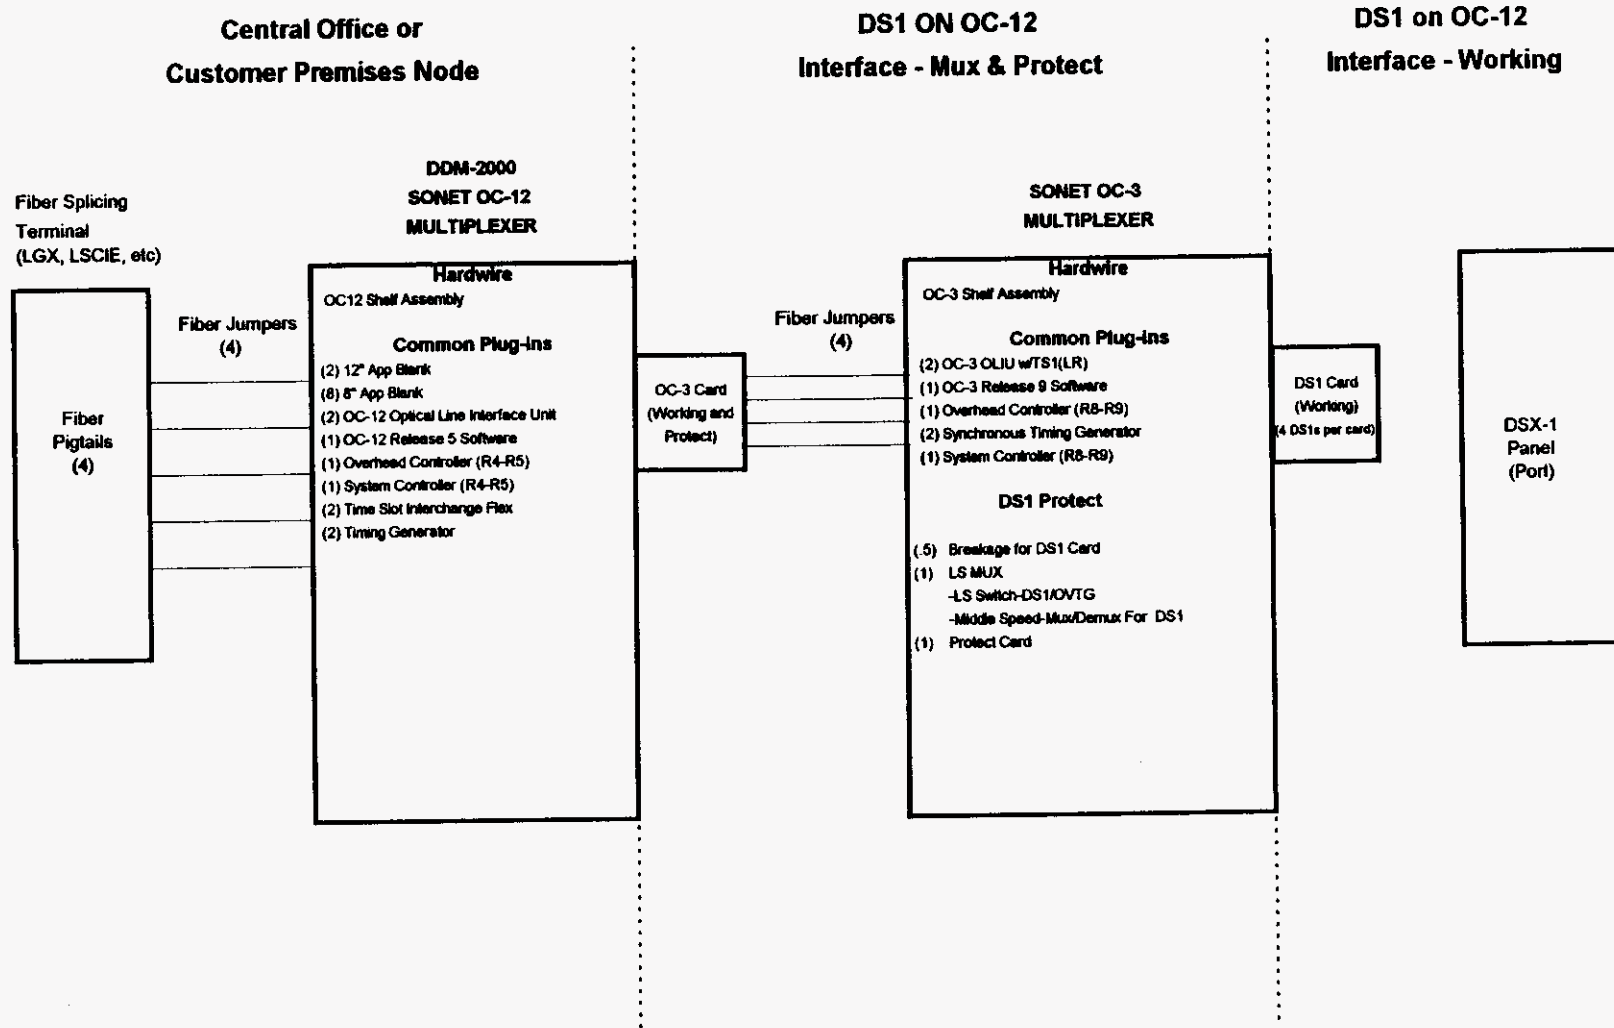 Central Office or
Customer Premises Node
DS1 ON OC-12
Interface - Mux & Protect
DS1 on OC-12
Interface - Working
Fiber Splicing
Terminal
(LGX, LSCIE, etc)
Fiber
Pigtails
(4)
Fiber Jumpers
(4)
DDM-2000
SONET OC-12
MULTIPLEXER
Hardwire
OC12 Shelf Assembly
Common Plug-ins
(2) 12" App Blank
(8) 8" App Blank
(2) OC-12 Optical Line Interface Unit
(1) OC-12 Release 5 Software
(1) Overhead Controller (R4-R5)
(1) System Controller (R4-R5)
(2) Time Slot Interchange Flex
(2) Timing Generator
OC-3 Card
(Working and
Protect)
Fiber Jumpers
(4)
SONET OC-3
MULTIPLEXER
Hardwire
OC-3 Shelf Assembly
Common Plug-ins
(2) OC-3 OLIU w/TS1(LR)
(1) OC-3 Release 9 Software
(1) Overhead Controller (R8-R9)
(2) Synchronous Timing Generator
(1) System Controller (R8-R9)
DS1 Protect
(.5) Breakage for DS1 Card
(1) LS MUX
-LS Switch-DS1/OVTG
-Middle Speed-Mux/Demux For DS1
(1) Protect Card
DS1 Card
(Working)
(4 DS1s per card)
DSX-1
Panel
(Port)